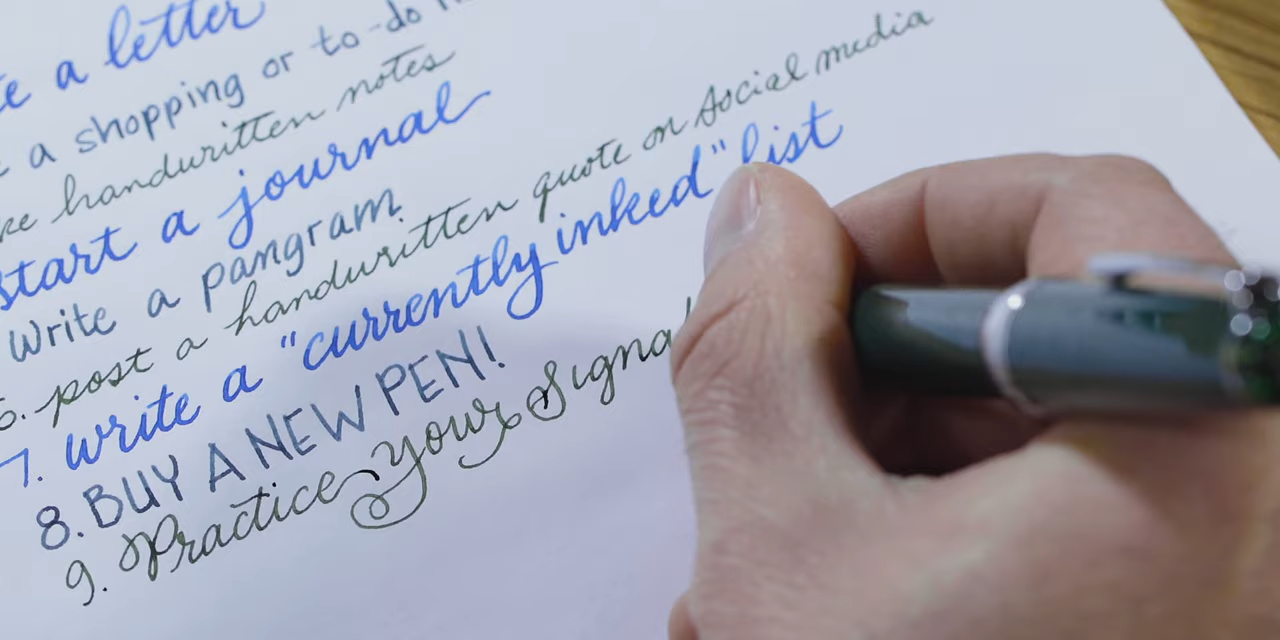 a letter
a shopping or to-do
handwritten notes
start a journal
Write a pangram
6. post a handwritten quote on social media
7. write a "currently inked" list
8. BUY A NEW PEN!
9. Practice your Signa